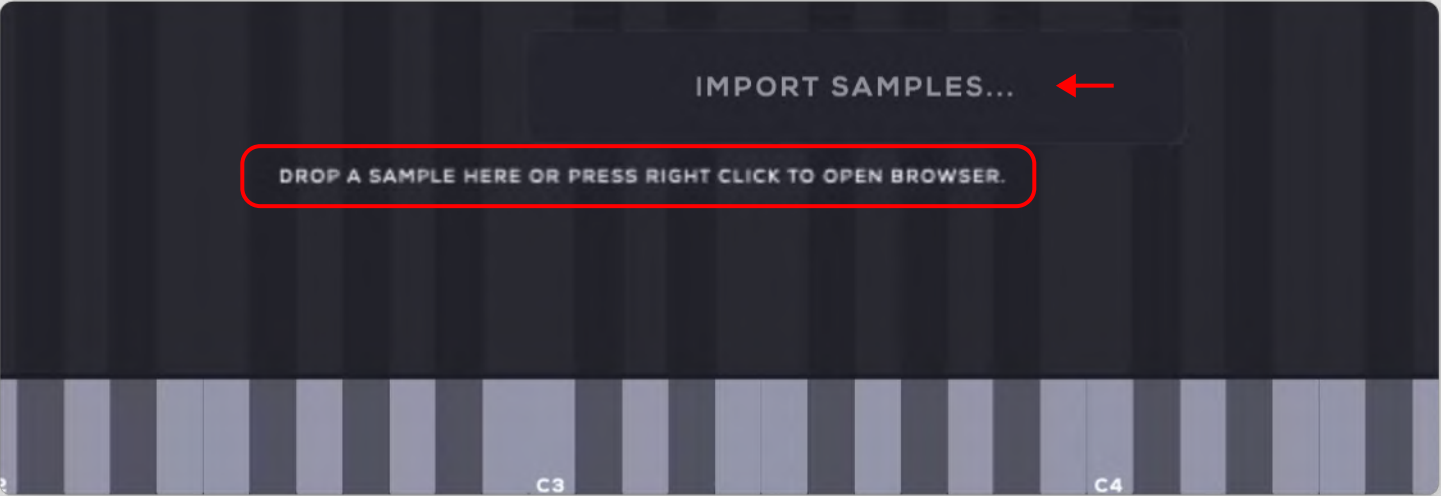 IMPORT SAMPLES...
DROP A SAMPLE HERE OR PRESS RIGHT CLICK TO OPEN BROWSER.
C3 C4